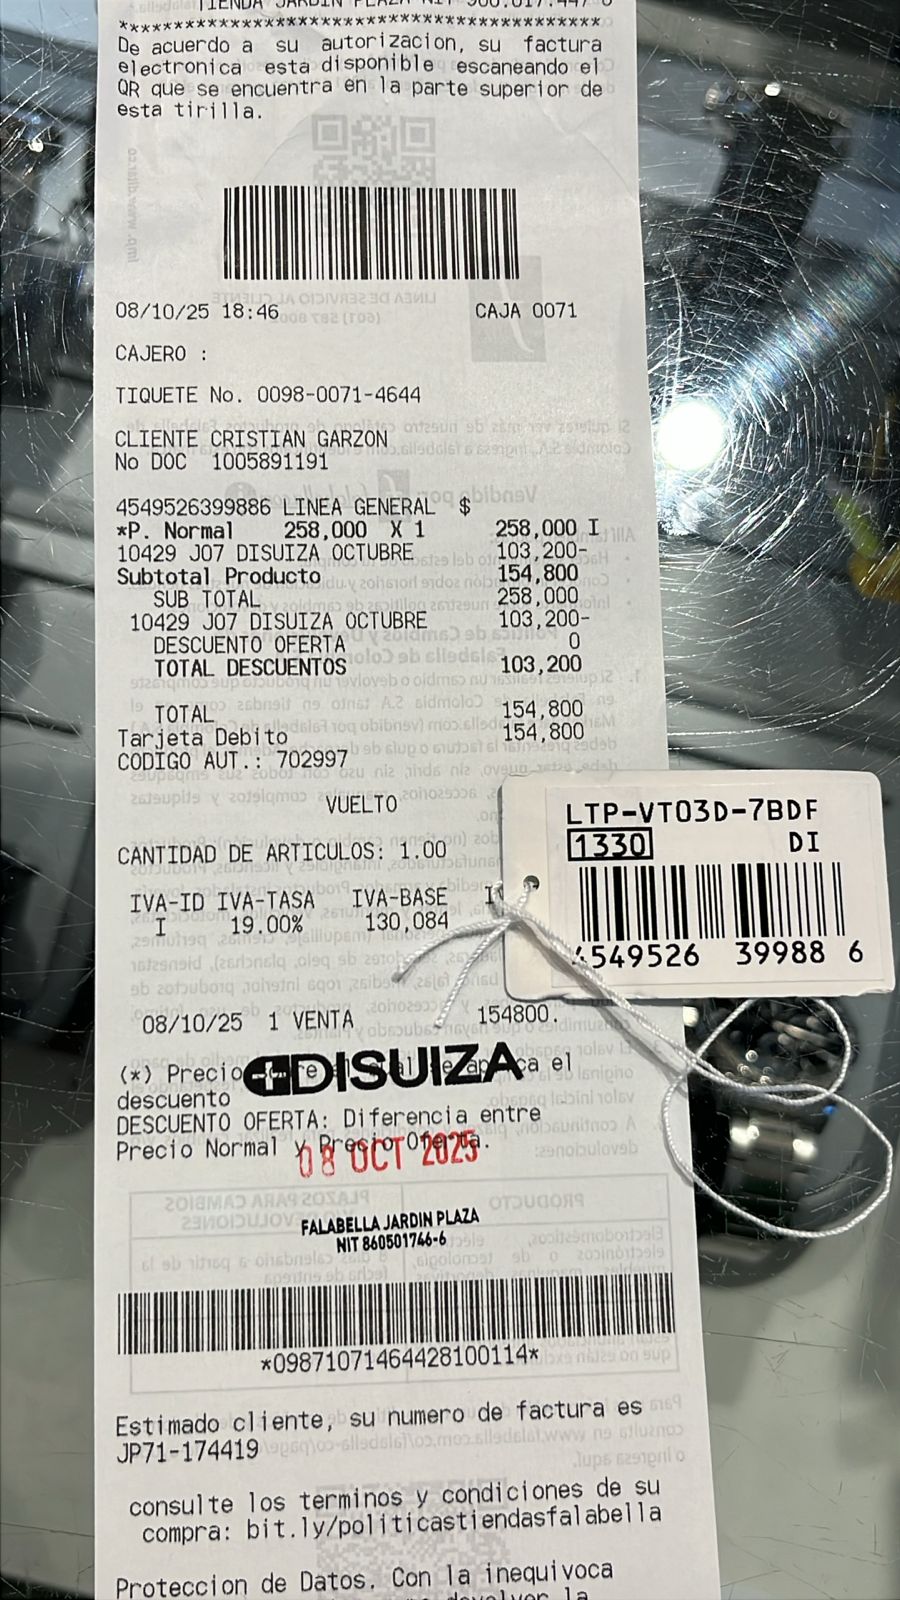 De acuerdo a su autorizacion, su factura
electronica esta disponible escaneando el
QR que se encuentra en la parte superior de
esta tirilla.
08/10/25 18:46 CAJA 0071
CAJERO :
TIQUETE No. 0098-0071-4644
CLIENTE CRISTIAN GARZON
No DOC 1005891191
4549526399886 LINEA GENERAL $
*P. Normal 258,000 X 1 258,000 I
10429 J07 DISUIZA OCTUBRE 103,200-
Subtotal Producto 154,800
SUB TOTAL 258,000
10429 J07 DISUIZA OCTUBRE 103,200-
DESCUENTO OFERTA 0
TOTAL DESCUENTOS 103,200
TOTAL 154,800
Tarjeta Debito 154,800
CODIGO AUT.: 702997
VUELTO
CANTIDAD DE ARTICULOS: 1.00
IVA-ID IVA-TASA IVA-BASE
I 19.00% 130,084
LTP-VT03D-7BDF
1330 DI
4549526 39988 6
08/10/25 1 VENTA 154800.
(*) Precio el
DISUIZA
descuento
DESCUENTO OFERTA: Diferencia entre
Precio Normal y Precio Oferta.
08 OCT 2025
FALABELLA JARDIN PLAZA
NIT 860501746-6
*09871071464428100114*
Estimado cliente, su numero de factura es
JP71-174419
consulte los terminos y condiciones de su
compra: bit.ly/politicastiendasfalabella
Proteccion de Datos. Con la inequivoca